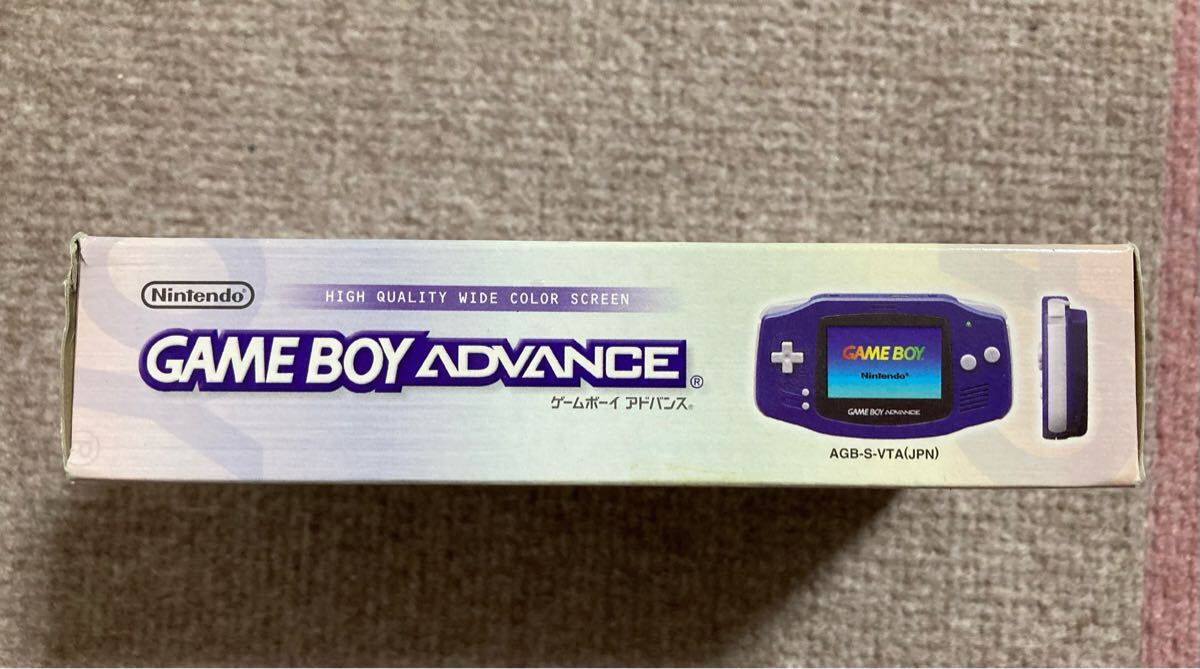 Nintendo®
HIGH QUALITY WIDE COLOR SCREEN
GAME BOY ADVANCE®
ゲームボーイ アドバンス®
GAME BOY
Nintendo®
GAME BOY ADVANCE
AGB-S-VTA(JPN)